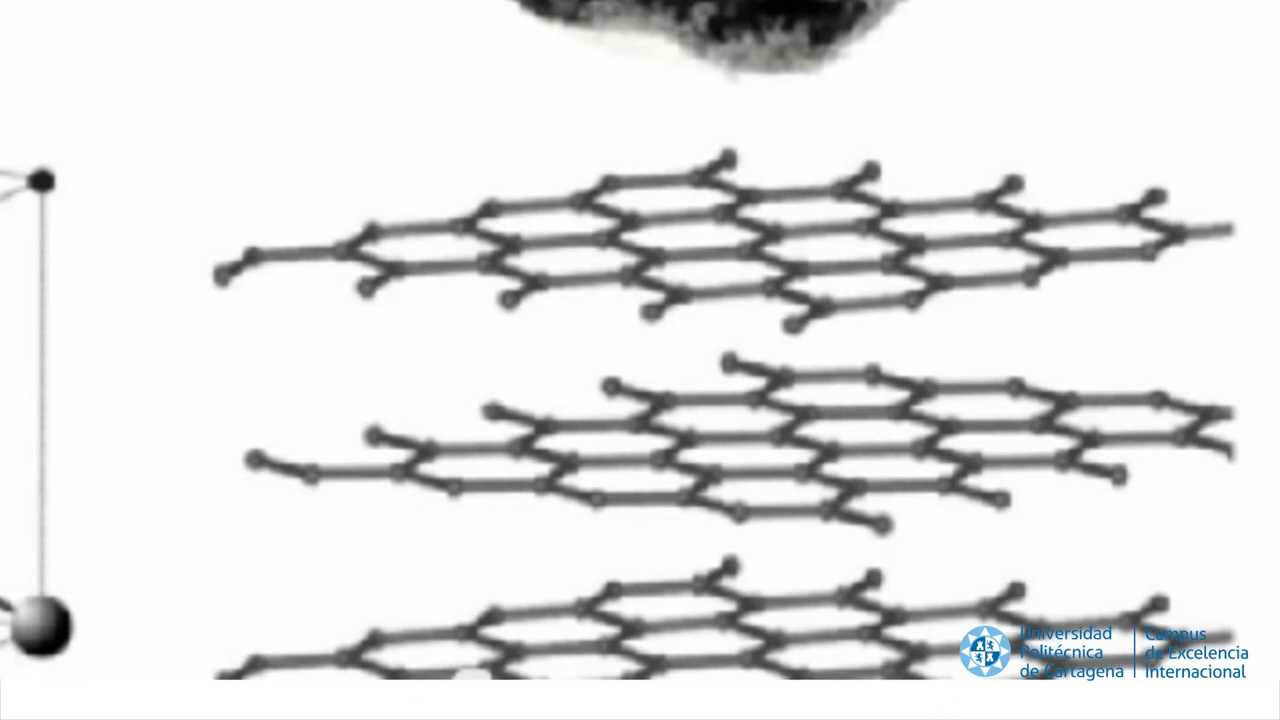 Universidad
Politécnica
de Cartagena
Campus
de Excelencia
Internacional